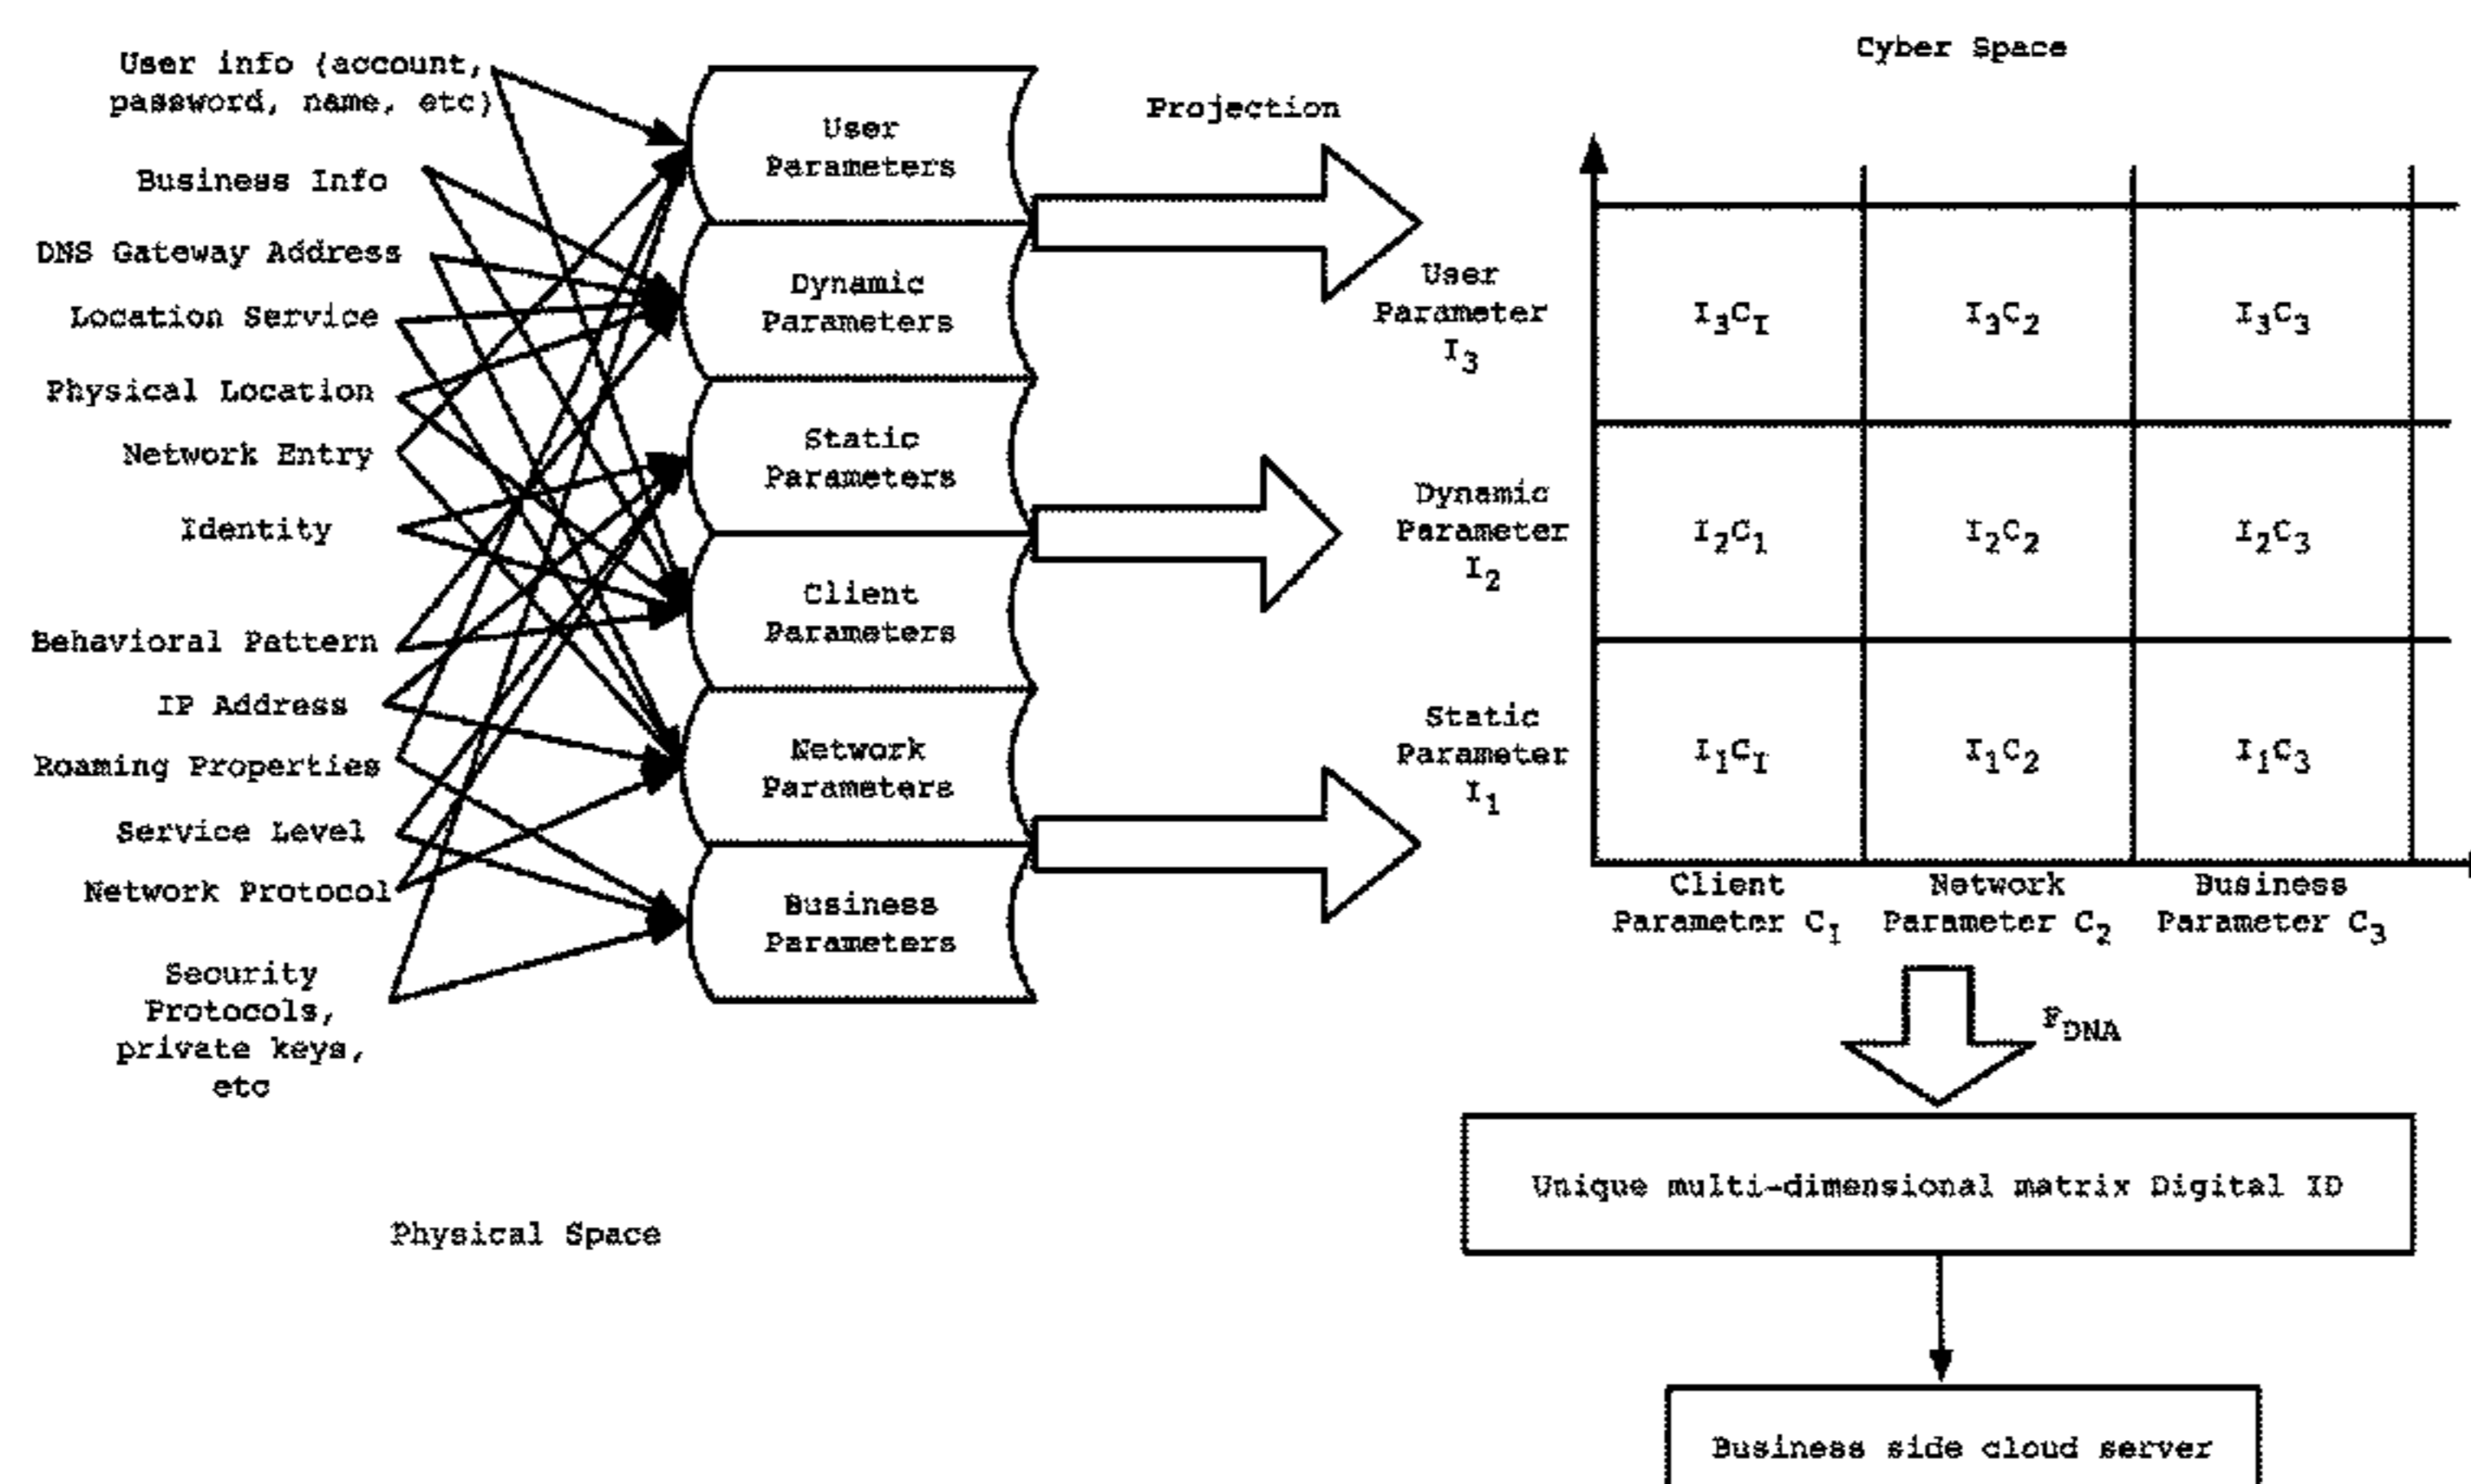 User info (account,
password, name, etc)
Business Info
DNS Gateway Address
Location Service
Physical Location
Network Entry
Identity
Behavioral Pattern
IP Address
Roaming Properties
Service Level
Network Protocol
Security
Protocols,
private keys,
etc
Physical Space
User
Parameters
Dynamic
Parameters
Static
Parameters
Client
Parameters
Network
Parameters
Business
Parameters
Projection
Cyber Space
User
Parameter
I3
I3CI I3C2 I3C3
Dynamic
Parameter
I2
I2C1 I2C2 I2C3
Static
Parameter
I1
I1CI I1C2 I1C3
Client Network Business
Parameter C1 Parameter C2 Parameter C3
FDNA
Unique multi-dimensional matrix Digital ID
Business side cloud server